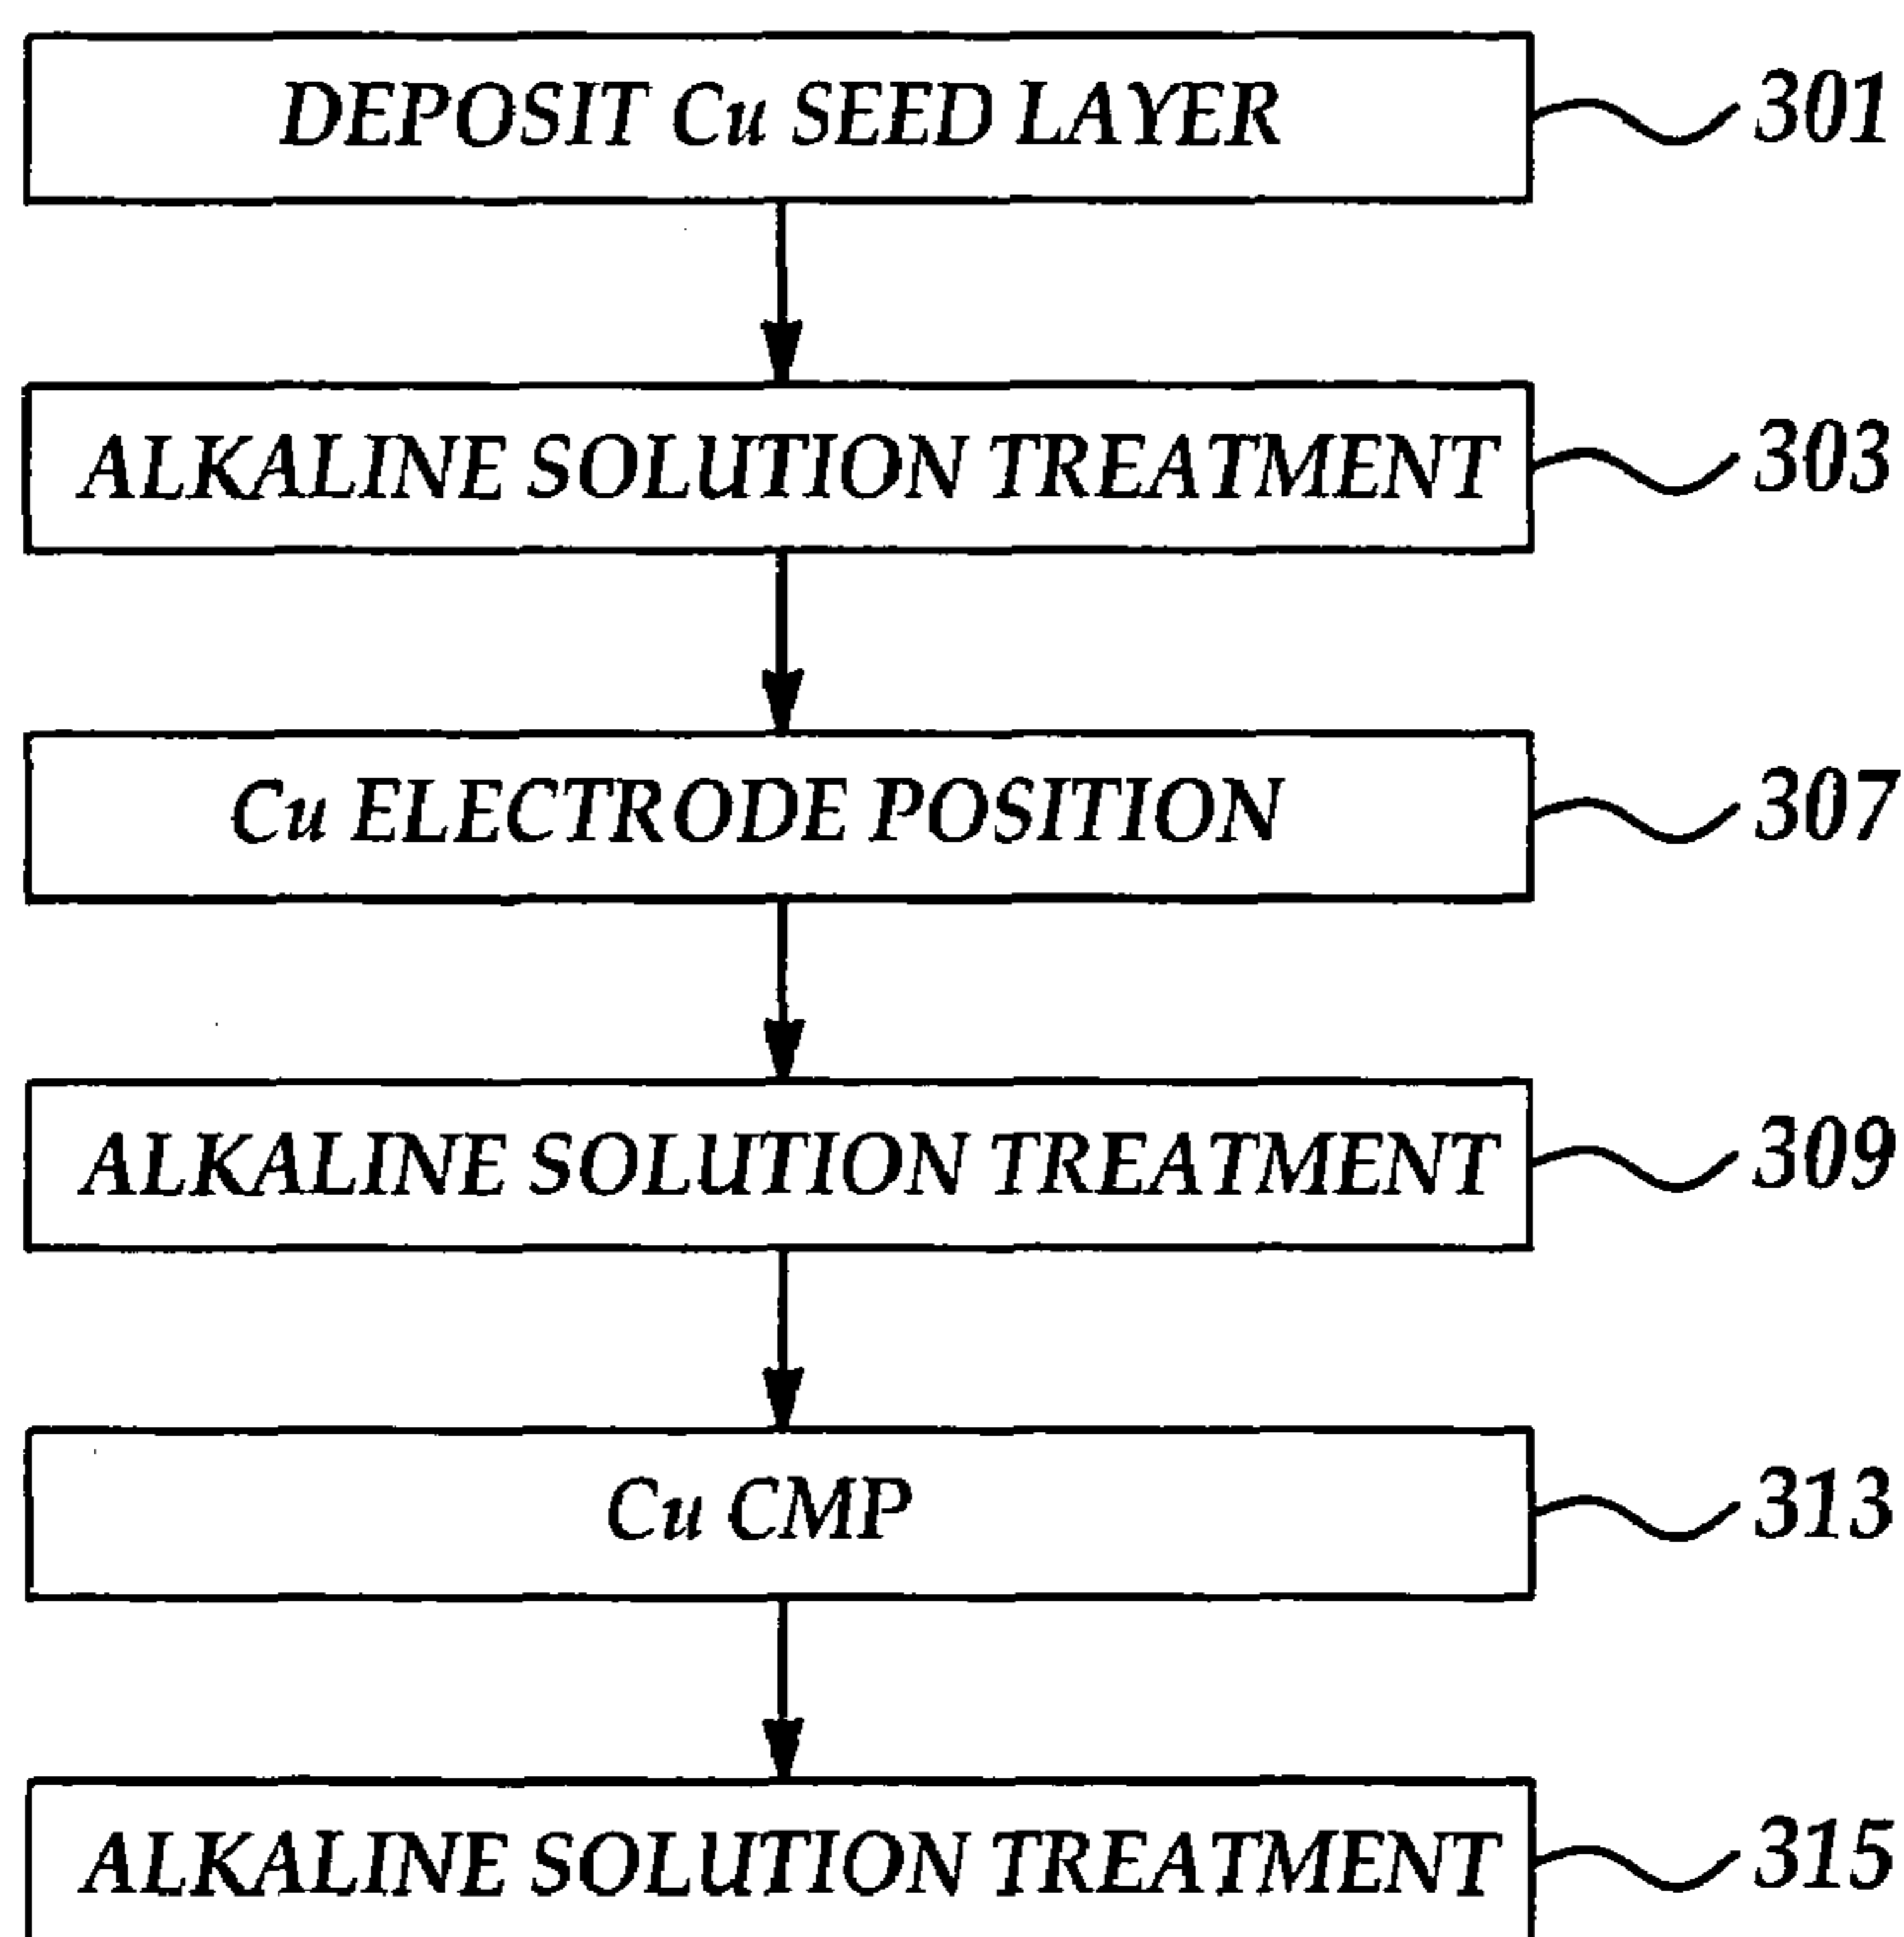 DEPOSIT Cu SEED LAYER 301
ALKALINE SOLUTION TREATMENT 303
Cu ELECTRODE POSITION 307
ALKALINE SOLUTION TREATMENT 309
Cu CMP 313
ALKALINE SOLUTION TREATMENT 315